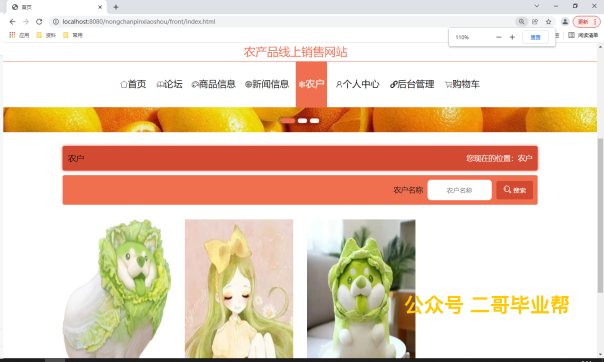 首页
localhost:8080/nongchanpinxiaoshou/front/index.html
更新
应用 资料 常用
110% 重置
阅读清单
农产品线上销售网站
首页 论坛 商品信息 新闻信息 农户 个人中心 后台管理 购物车
农户 您现在的位置：农户
农户名称 农户名称 搜索
公众号 二哥毕业帮